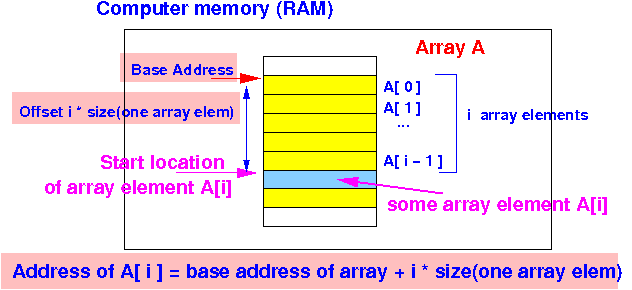 Computer memory (RAM)
Array A
Base Address
A[ 0 ]
Offset i * size(one array elem)
A[ 1 ]
...
i array elements
A[ i − 1 ]
Start location
of array element A[i]
some array element A[i]
Address of A[ i ] = base address of array + i * size(one array elem)